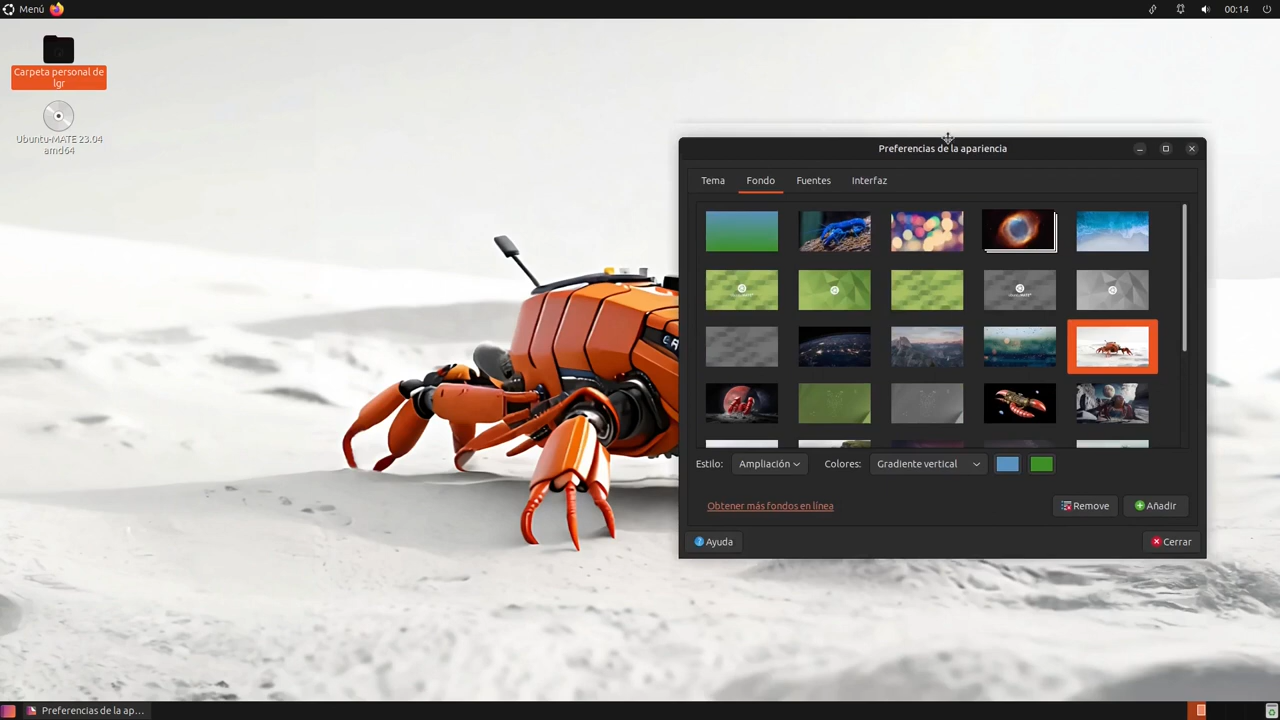 Menú
00:14
Carpeta personal de
lgr
Ubuntu-MATE 23.04
amd64
Preferencias de la apariencia
Tema
Fondo
Fuentes
Interfaz
Estilo:
Ampliación
Colores:
Gradiente vertical
Obtener más fondos en línea
Remove
Añadir
Ayuda
Cerrar
Preferencias de la ap...